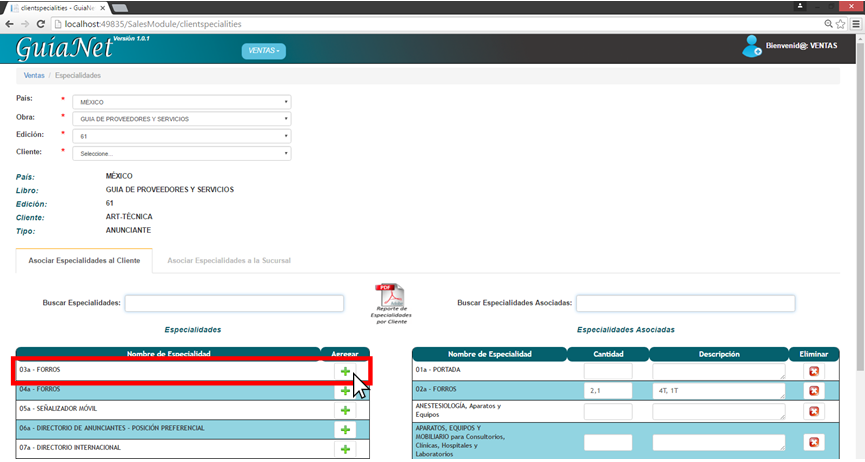 clientspecialities - GuiaNe
localhost:49835/SalesModule/clientspecialities
GuíaNet Versión 1.0.1
VENTAS
Bienvenid@: VENTAS
Ventas / Especialidades
País: * MÉXICO
Obra: * GUIA DE PROVEEDORES Y SERVICIOS
Edición: * 61
Cliente: * Seleccione...
País: MÉXICO
Libro: GUIA DE PROVEEDORES Y SERVICIOS
Edición: 61
Cliente: ART-TÉCNICA
Tipo: ANUNCIANTE
Asociar Especialidades al Cliente
Asociar Especialidades a la Sucursal
Buscar Especialidades:
PDF
Adobe
Reporte de
Especialidades
por Cliente
Buscar Especialidades Asociadas:
Especialidades
Nombre de Especialidad Agregar
03a - FORROS
04a - FORROS
05a - SEÑALIZADOR MÓVIL
06a - DIRECTORIO DE ANUNCIANTES - POSICIÓN PREFERENCIAL
07a - DIRECTORIO INTERNACIONAL
Especialidades Asociadas
Nombre de Especialidad Cantidad Descripción Eliminar
01a - PORTADA
02a - FORROS 2,1 4T, 1T
ANESTESIOLOGÍA, Aparatos y
Equipos
APARATOS, EQUIPOS Y
MOBILIARIO para Consultorios,
Clínicas, Hospitales y
Laboratorios